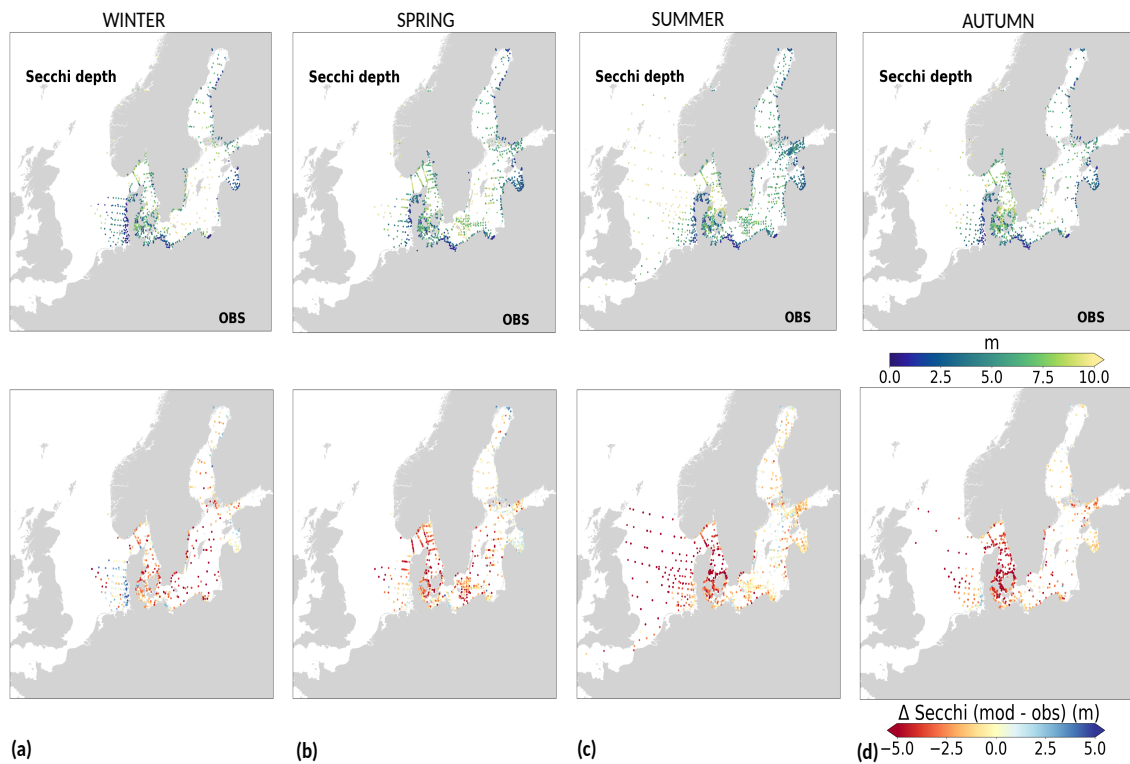 WINTER
SPRING
SUMMER
AUTUMN
Secchi depth
Secchi depth
Secchi depth
Secchi depth
OBS
OBS
OBS
OBS
m
0.0 2.5 5.0 7.5 10.0
Δ Secchi (mod - obs) (m)
(a)
(b)
(c)
(d)
−5.0 −2.5 0.0 2.5 5.0